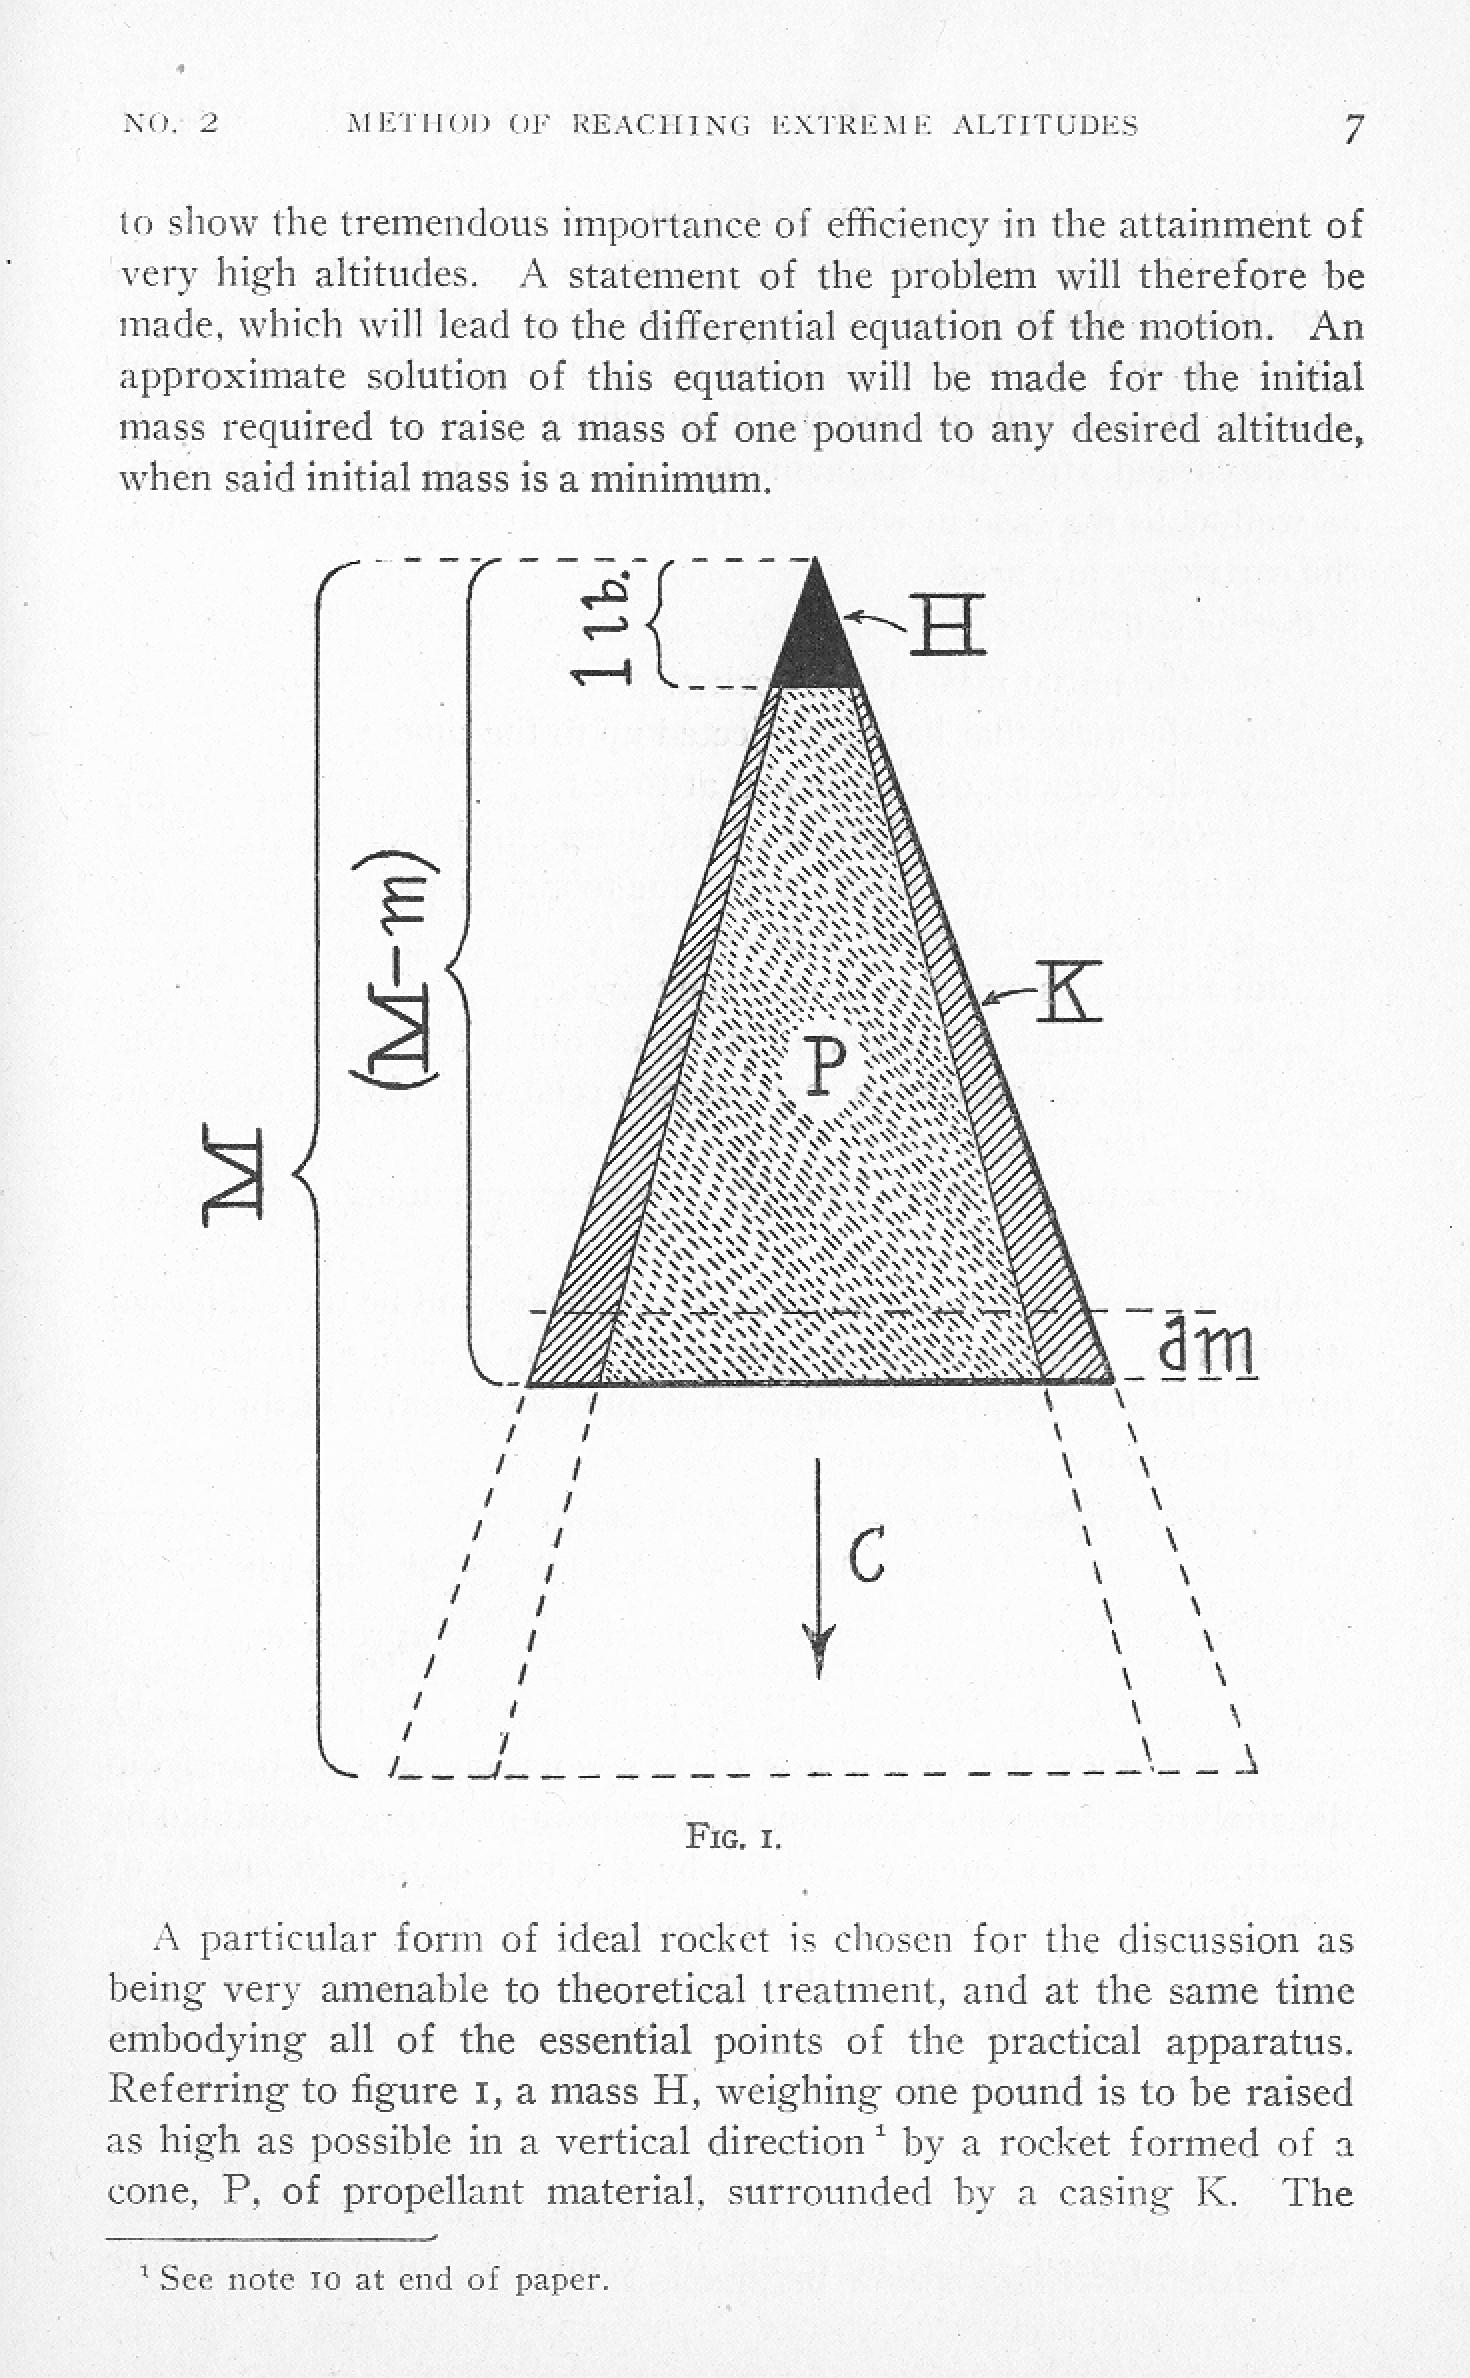 NO. 2 METHOD OF REACHING EXTREME ALTITUDES 7
to show the tremendous importance of efficiency in the attainment of
very high altitudes. A statement of the problem will therefore be
made, which will lead to the differential equation of the motion. An
approximate solution of this equation will be made for the initial
mass required to raise a mass of one pound to any desired altitude,
when said initial mass is a minimum.
1 lb.
H
(M-m)
K
P
M
dm
C
FIG. 1.
A particular form of ideal rocket is chosen for the discussion as
being very amenable to theoretical treatment, and at the same time
embodying all of the essential points of the practical apparatus.
Referring to figure 1, a mass H, weighing one pound is to be raised
as high as possible in a vertical direction ¹ by a rocket formed of a
cone, P, of propellant material, surrounded by a casing K. The
¹ See note 10 at end of paper.